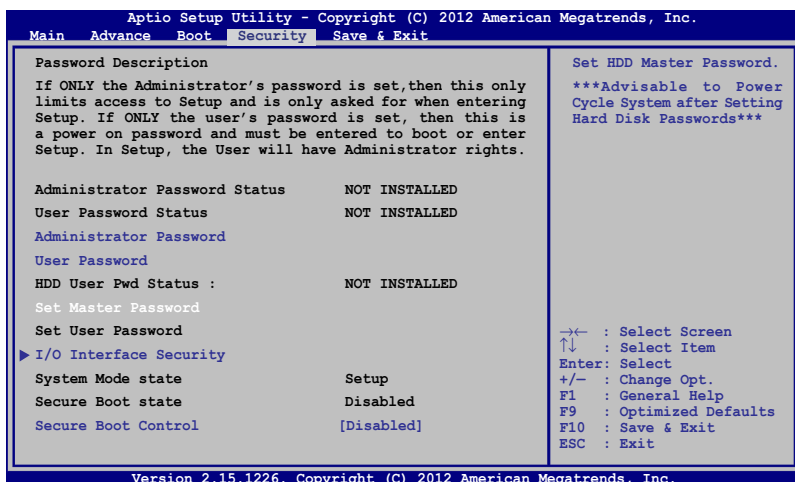 Aptio Setup Utility - Copyright (C) 2012 American Megatrends, Inc.
Main Advance Boot Security Save & Exit
Password Description
If ONLY the Administrator's password is set,then this only
limits access to Setup and is only asked for when entering
Setup. If ONLY the user's password is set, then this is
a power on password and must be entered to boot or enter
Setup. In Setup, the User will have Administrator rights.
Administrator Password Status NOT INSTALLED
User Password Status NOT INSTALLED
Administrator Password
User Password
HDD User Pwd Status : NOT INSTALLED
Set Master Password
Set User Password
I/O Interface Security
System Mode state Setup
Secure Boot state Disabled
Secure Boot Control [Disabled]
Set HDD Master Password.
***Advisable to Power
Cycle System after Setting
Hard Disk Passwords***
→← : Select Screen
↑↓ : Select Item
Enter: Select
+/— : Change Opt.
F1 : General Help
F9 : Optimized Defaults
F10 : Save & Exit
ESC : Exit
Version 2.15.1226. Copyright (C) 2012 American Megatrends, Inc.